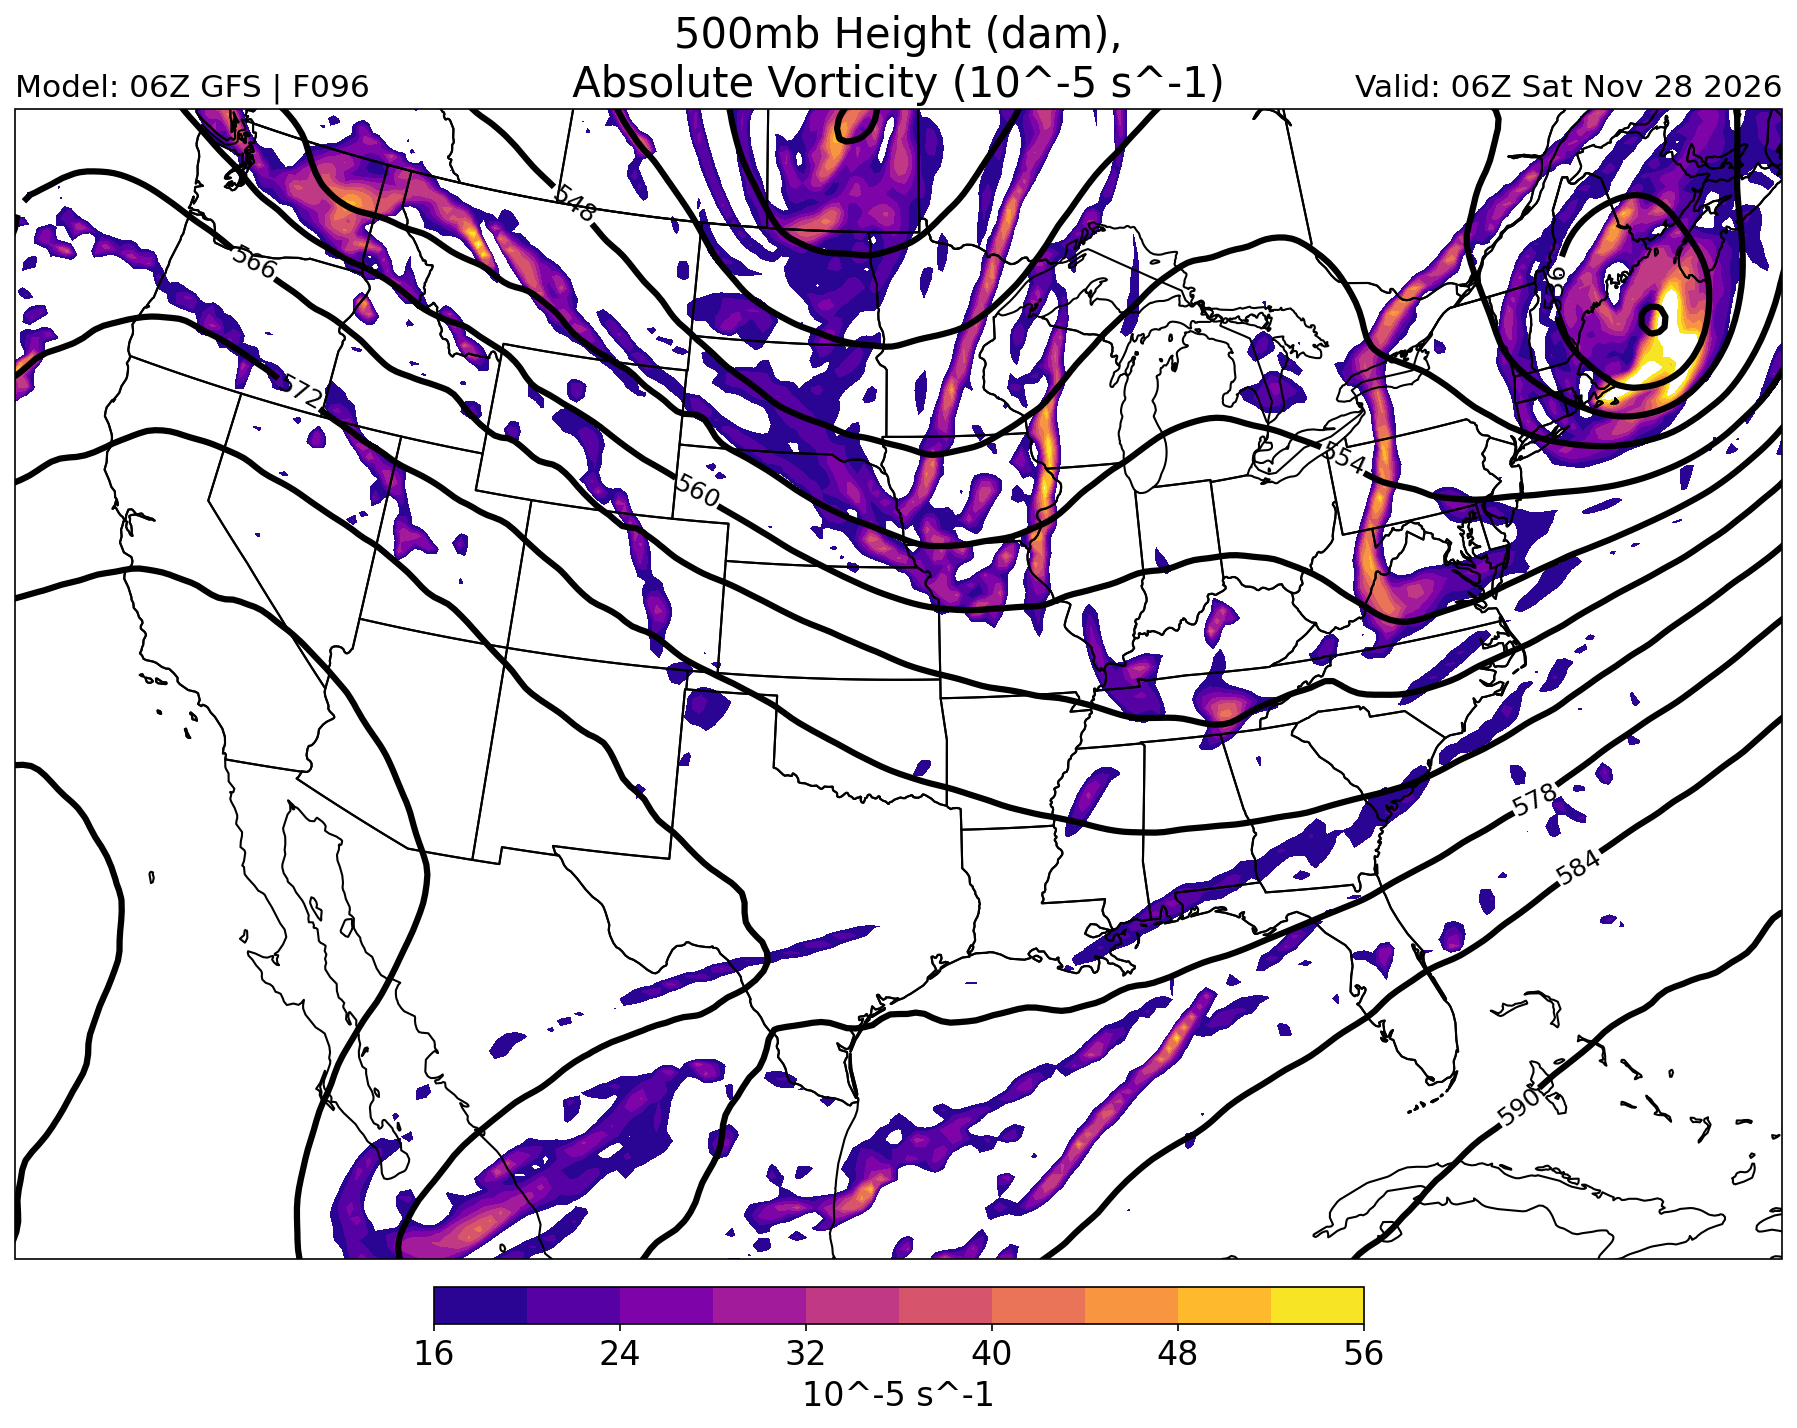 500mb Height (dam),
Absolute Vorticity (10^-5 s^-1)
Model: 06Z GFS | F096
Valid: 06Z Sat Nov 28 2026
548
566
536
572
554
560
578
584
590
16 24 32 40 48 56
10^-5 s^-1